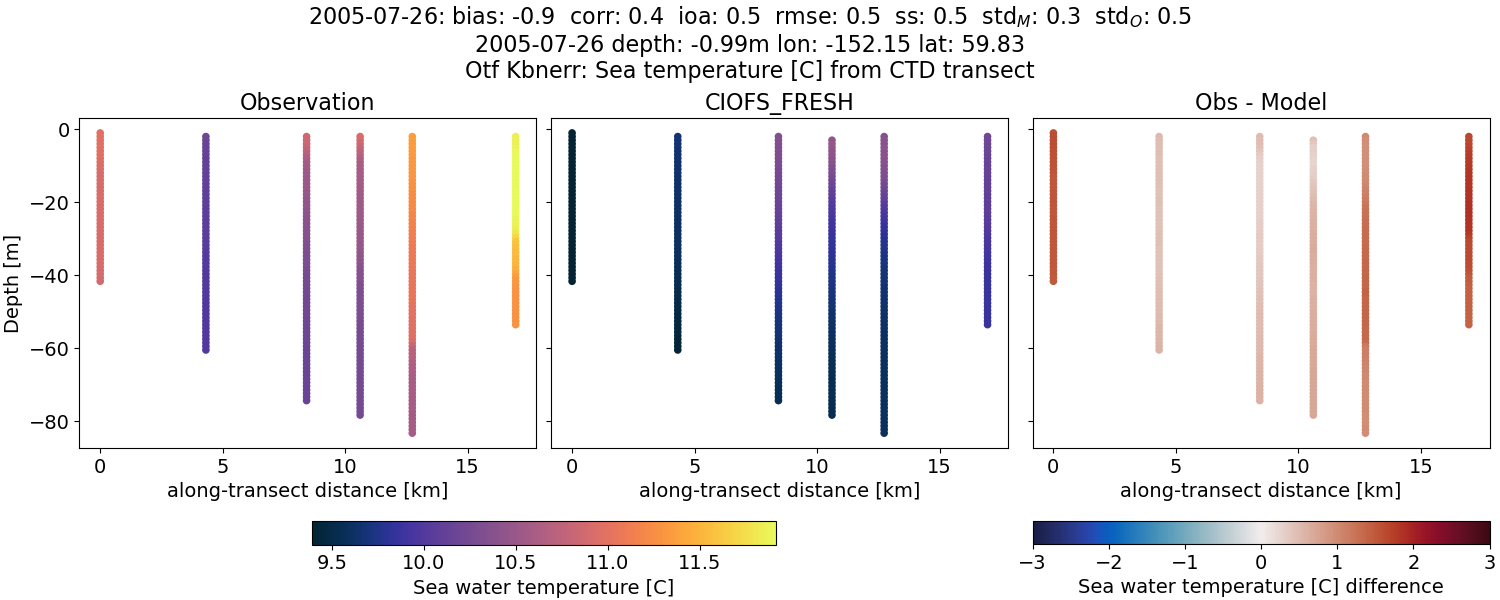 2005-07-26: bias: -0.9  corr: 0.4  ioa: 0.5  rmse: 0.5  ss: 0.5  std_M: 0.3  std_O: 0.5
2005-07-26 depth: -0.99m lon: -152.15 lat: 59.83
Otf Kbnerr: Sea temperature [C] from CTD transect
Observation
CIOFS_FRESH
Obs - Model
Depth [m]
0
−20
−40
−60
−80
0 5 10 15
0 5 10 15
0 5 10 15
along-transect distance [km]
along-transect distance [km]
along-transect distance [km]
9.5 10.0 10.5 11.0 11.5
Sea water temperature [C]
−3 −2 −1 0 1 2 3
Sea water temperature [C] difference